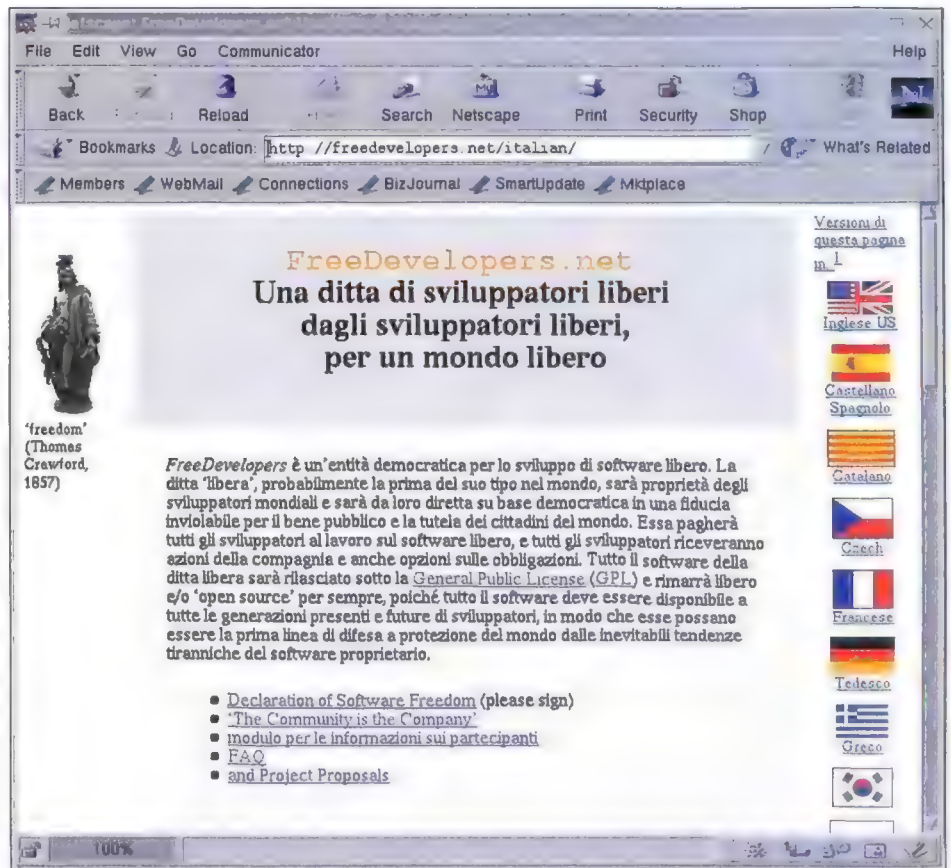 Netscape: FreeDevelopers.net
File Edit View Go Communicator Help
Back Reload Search Netscape Print Security Shop
Bookmarks Location: http //freedevelopers.net/italian/ What's Related
Members WebMail Connections BizJournal SmartUpdate Mktplace
FreeDevelopers.net
Una ditta di sviluppatori liberi
dagli sviluppatori liberi,
per un mondo libero
'freedom'
(Thomas
Crawford,
1857)
FreeDevelopers è un'entità democratica per lo sviluppo di software libero. La
ditta 'libera', probabilmente la prima del suo tipo nel mondo, sarà proprietà degli
sviluppatori mondiali e sarà da loro diretta su base democratica in una fiducia
inviolabile per il bene pubblico e la tutela dei cittadini del mondo. Essa pagherà
tutti gli sviluppatori al lavoro sul software libero, e tutti gli sviluppatori riceveranno
azioni della compagnia e anche opzioni sulle obbligazioni. Tutto il software della
ditta libera sarà rilasciato sotto la General Public License (GPL) e rimarrà libero
e/o 'open source' per sempre, poiché tutto il software deve essere disponibile a
tutte le generazioni presenti e future di sviluppatori, in modo che esse possano
essere la prima linea di difesa a protezione del mondo dalle inevitabili tendenze
tiranniche del software proprietario.
Declaration of Software Freedom (please sign)
'The Community is the Company'
modulo per le informazioni sui partecipanti
FAQ
and Project Proposals
Versioni di
questa pagina
in 1
Inglese US
Castellano
Spagnolo
Catalano
Czech
Francese
Tedesco
Greco
100%